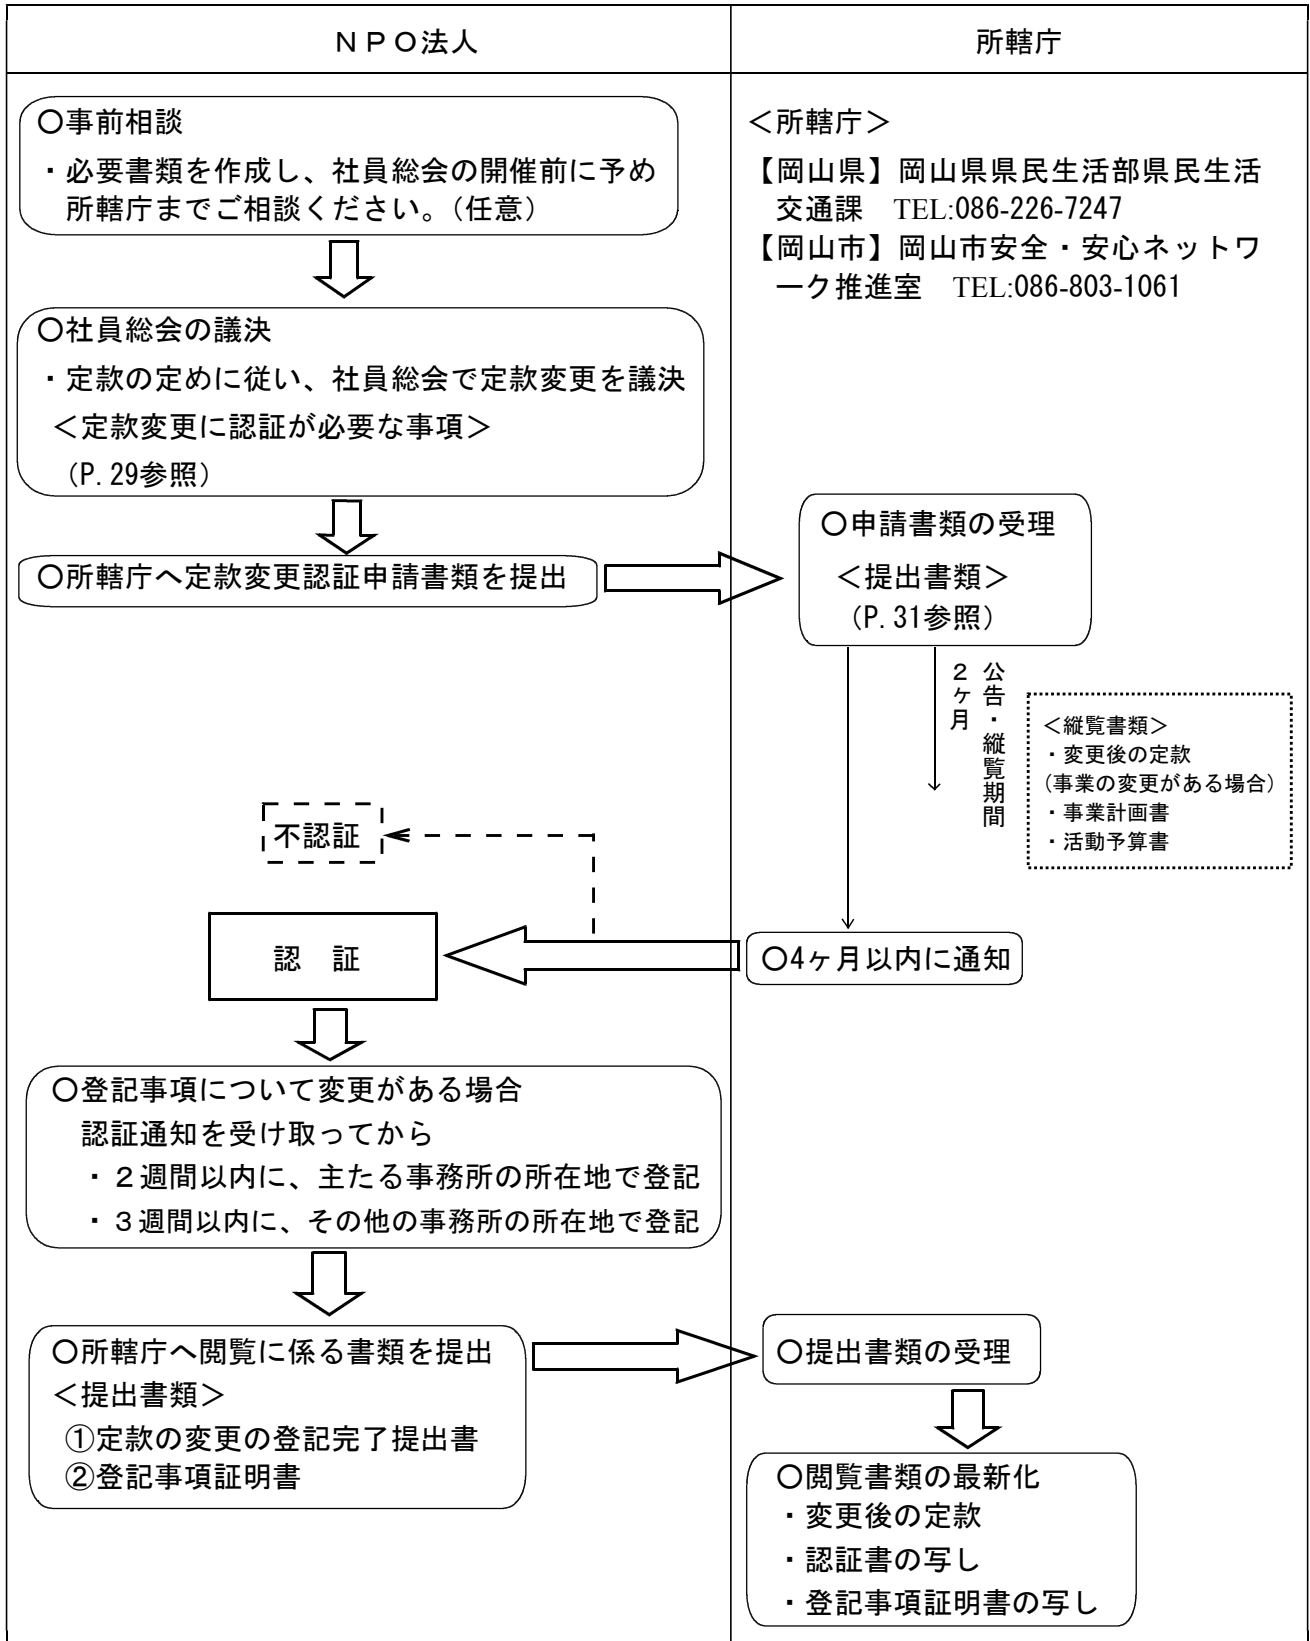 ＮＰＯ法人
所轄庁
○事前相談
・必要書類を作成し、社員総会の開催前に予め
所轄庁までご相談ください。（任意）
＜所轄庁＞
【岡山県】岡山県県民生活部県民生活
交通課　TEL:086-226-7247
【岡山市】岡山市安全・安心ネットワ
ーク推進室　TEL:086-803-1061
○社員総会の議決
・定款の定めに従い、社員総会で定款変更を議決
＜定款変更に認証が必要な事項＞
（P.29参照）
○所轄庁へ定款変更認証申請書類を提出
○申請書類の受理
＜提出書類＞
（P.31参照）
公告・縦覧期間
２ヶ月
＜縦覧書類＞
・変更後の定款
(事業の変更がある場合)
・事業計画書
・活動予算書
不認証
認　証
○4ヶ月以内に通知
○登記事項について変更がある場合
認証通知を受け取ってから
・２週間以内に、主たる事務所の所在地で登記
・３週間以内に、その他の事務所の所在地で登記
○所轄庁へ閲覧に係る書類を提出
＜提出書類＞
①定款の変更の登記完了提出書
②登記事項証明書
○提出書類の受理
○閲覧書類の最新化
・変更後の定款
・認証書の写し
・登記事項証明書の写し